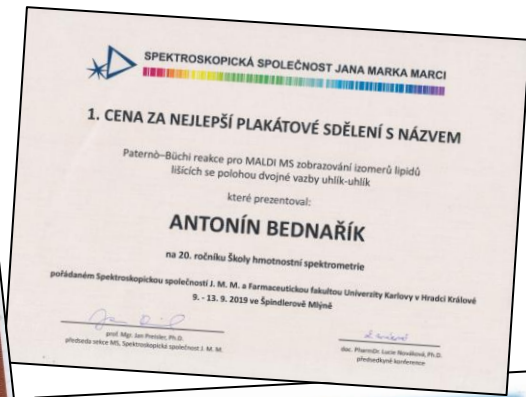 SPEKTROSKOPICKÁ SPOLEČNOST JANA MARKA MARCI
1. CENA ZA NEJLEPŠÍ PLAKÁTOVÉ SDĚLENÍ S NÁZVEM
Paternò–Büchi reakce pro MALDI MS zobrazování izomerů lipidů
lišících se polohou dvojné vazby uhlík-uhlík
které prezentoval:
ANTONÍN BEDNAŘÍK
na 20. ročníku Školy hmotnostní spektrometrie
pořádaném Spektroskopickou společností J. M. M. a Farmaceutickou fakultou Univerzity Karlovy v Hradci Králové
9. - 13. 9. 2019 ve Špindlerově Mlýně
prof. Mgr. Jan Preisler, Ph.D.
předseda sekce MS, Spektroskopická společnost J. M. M.
doc. PharmDr. Lucie Nováková, Ph.D.
předsedkyně konference